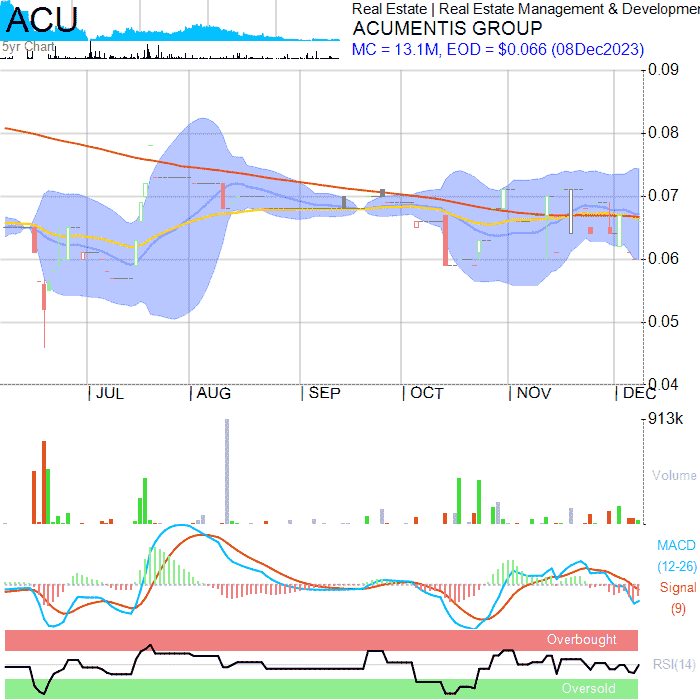 ACU
Real Estate | Real Estate Management & Developmen
ACUMENTIS GROUP
5yr Chart
MC = 13.1M, EOD = $0.066 (08Dec2023)
0.09
0.08
0.07
0.06
0.05
0.04
| JUL | AUG | SEP | OCT | NOV | DEC
913k
Volume
MACD
(12-26)
Signal
(9)
Overbought
RSI(14)
Oversold